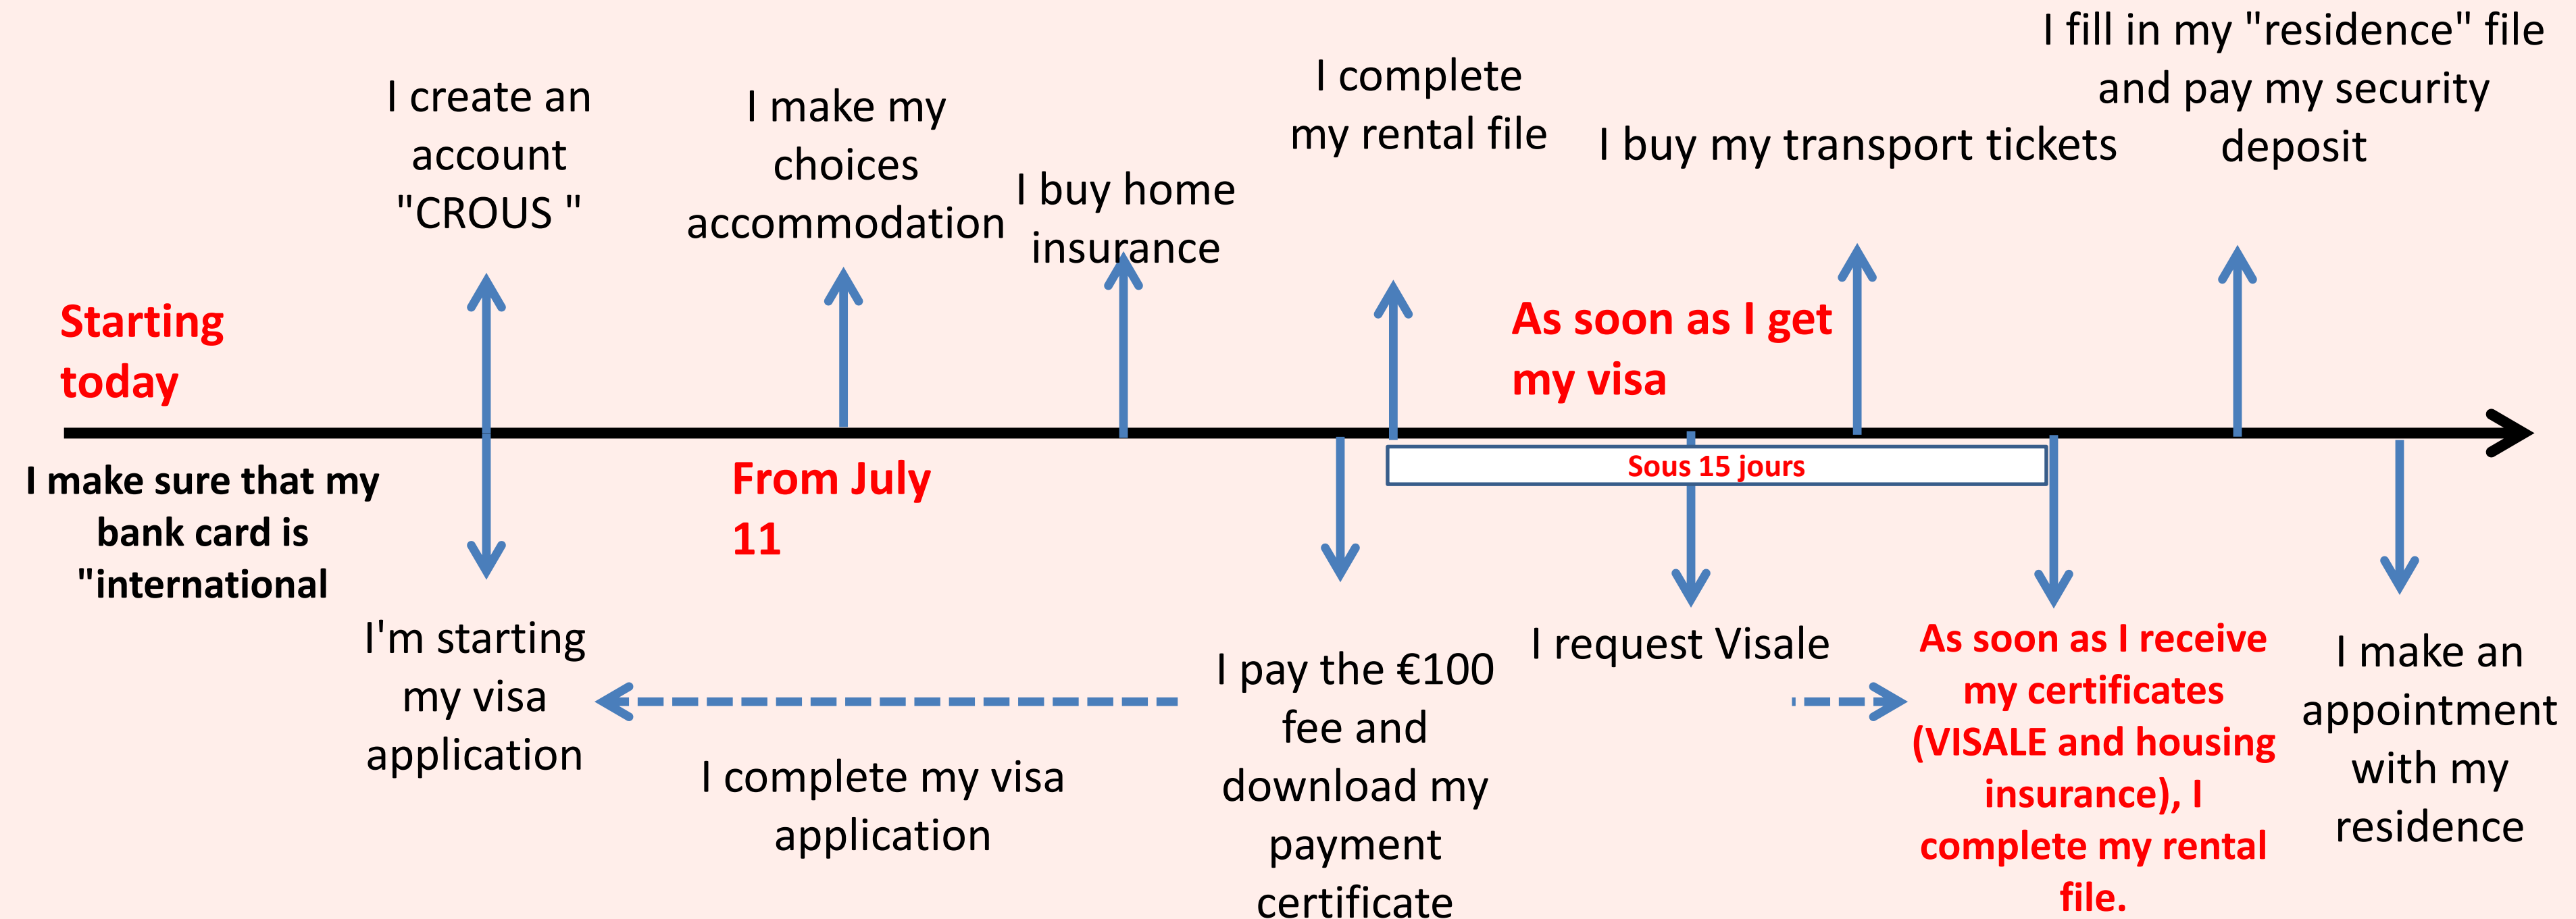 I create an
account
"CROUS "
I make my
choices
accommodation
I buy home
insurance
I complete
my rental file
I buy my transport tickets
I fill in my "residence" file
and pay my security
deposit
Starting
today
As soon as I get
my visa
I make sure that my
bank card is
"international
From July
11
Sous 15 jours
I'm starting
my visa
application
I complete my visa
application
I pay the €100
fee and
download my
payment
certificate
I request Visale
As soon as I receive
my certificates
(VISALE and housing
insurance), I
complete my rental
file.
I make an
appointment
with my
residence